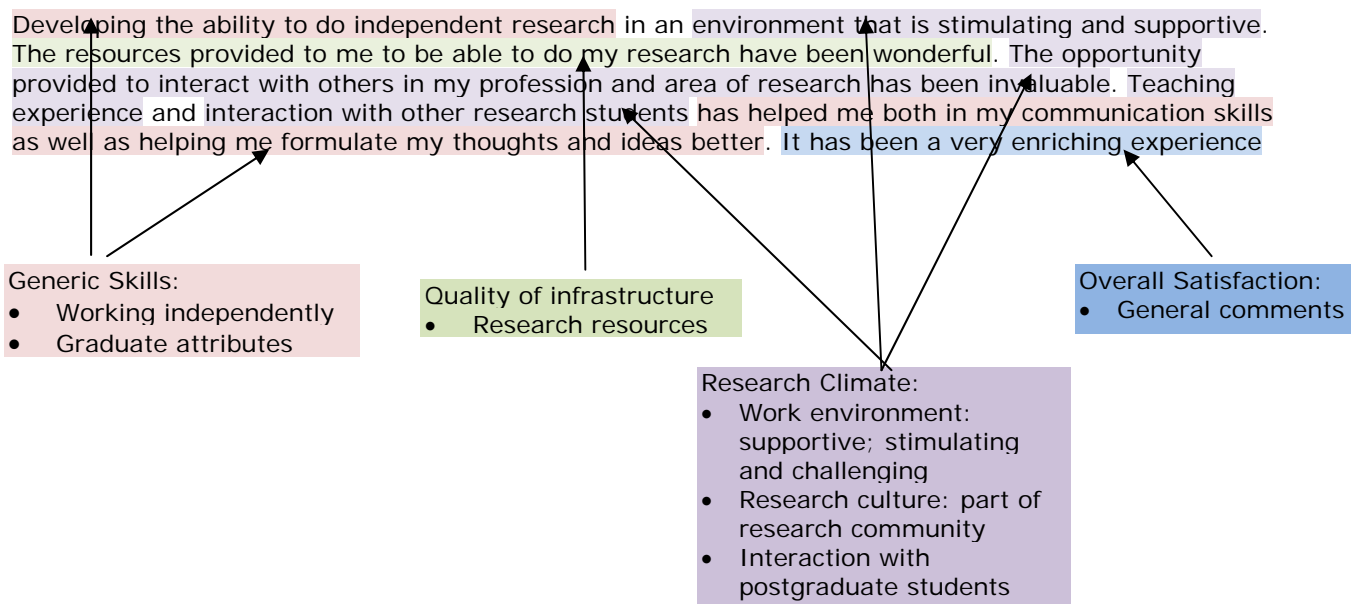 Developing the ability to do independent research in an environment that is stimulating and supportive.
The resources provided to me to be able to do my research have been wonderful. The opportunity
provided to interact with others in my profession and area of research has been invaluable. Teaching
experience and interaction with other research students has helped me both in my communication skills
as well as helping me formulate my thoughts and ideas better. It has been a very enriching experience
Generic Skills:
• Working independently
• Graduate attributes
Quality of infrastructure
• Research resources
Research Climate:
• Work environment:
supportive; stimulating
and challenging
• Research culture: part of
research community
• Interaction with
postgraduate students
Overall Satisfaction:
• General comments